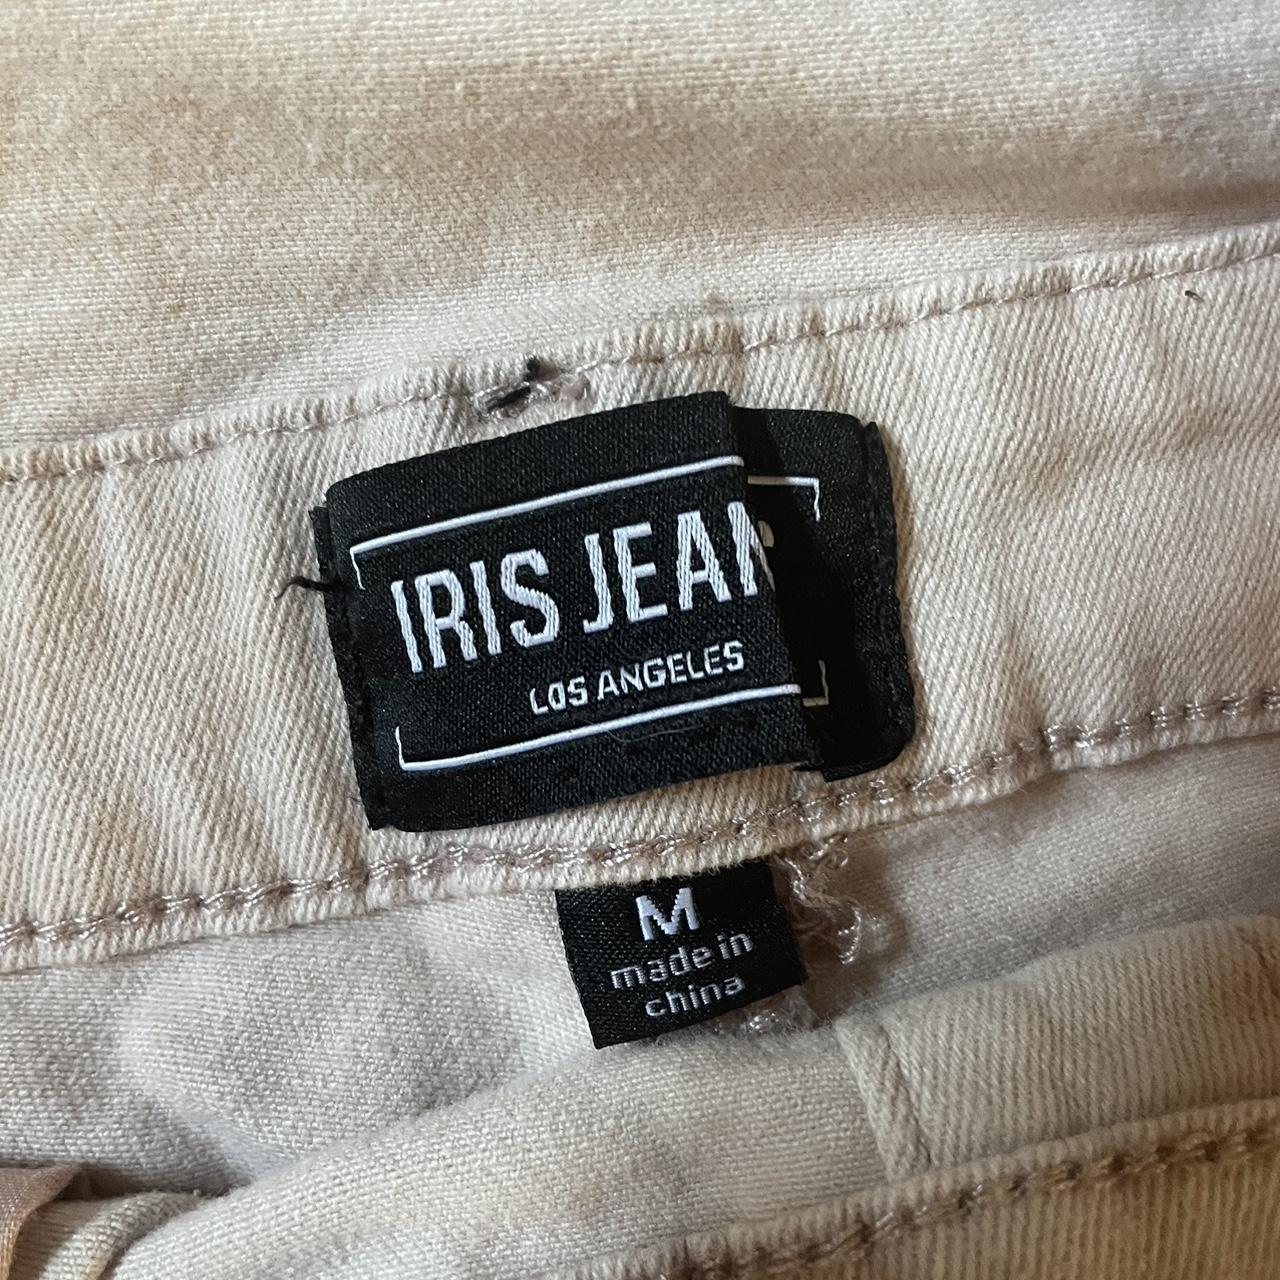 IRIS JEAN
LOS ANGELES
M
made in
china